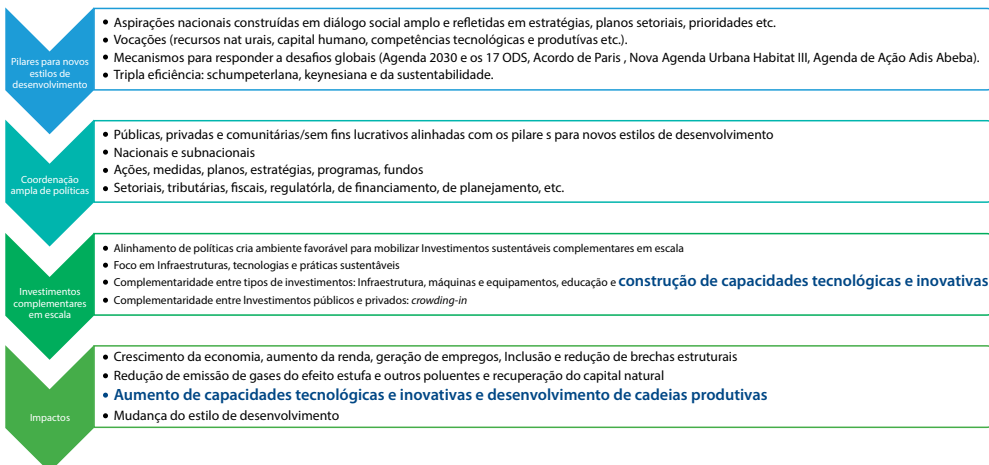 Pilares para novos
estilos de
desenvolvimento
• Aspirações nacionais construídas em diálogo social amplo e refletidas em estratégias, planos setoriais, prioridades etc.
• Vocações (recursos nat urais, capital humano, competências tecnológicas e produtívas etc.).
• Mecanismos para responder a desafios globais (Agenda 2030 e os 17 ODS, Acordo de Paris , Nova Agenda Urbana Habitat III, Agenda de Ação Adis Abeba).
• Tripla eficiência: schumpeterlana, keynesiana e da sustentabilidade.
Coordenação
ampla de políticas
• Públicas, privadas e comunitárias/sem fins lucrativos alinhadas com os pilare s para novos estilos de desenvolvimento
• Nacionais e subnacionais
• Ações, medidas, planos, estratégias, programas, fundos
• Setoriais, tributárias, fiscais, regulatórla, de financiamento, de planejamento, etc.
Investimentos
complementares
em escala
• Alinhamento de políticas cria ambiente favorável para mobilizar Investimentos sustentáveis complementares em escala
• Foco em Infraestruturas, tecnologias e práticas sustentâveis
• Complementaridade entre tipos de investimentos: Infraestrutura, máquinas e equipamentos, educação e construção de capacidades tecnológicas e inovativas
• Complementaridade entre Investimentos públicos e privados: crowding-in
Impactos
• Crescimento da economia, aumento da renda, geração de empregos, Inclusão e redução de brechas estruturais
• Redução de emissão de gases do efeito estufa e outros poluentes e recuperação do capital natural
• Aumento de capacidades tecnológicas e inovativas e desenvolvimento de cadeias produtivas
• Mudança do estilo de desenvolvimento